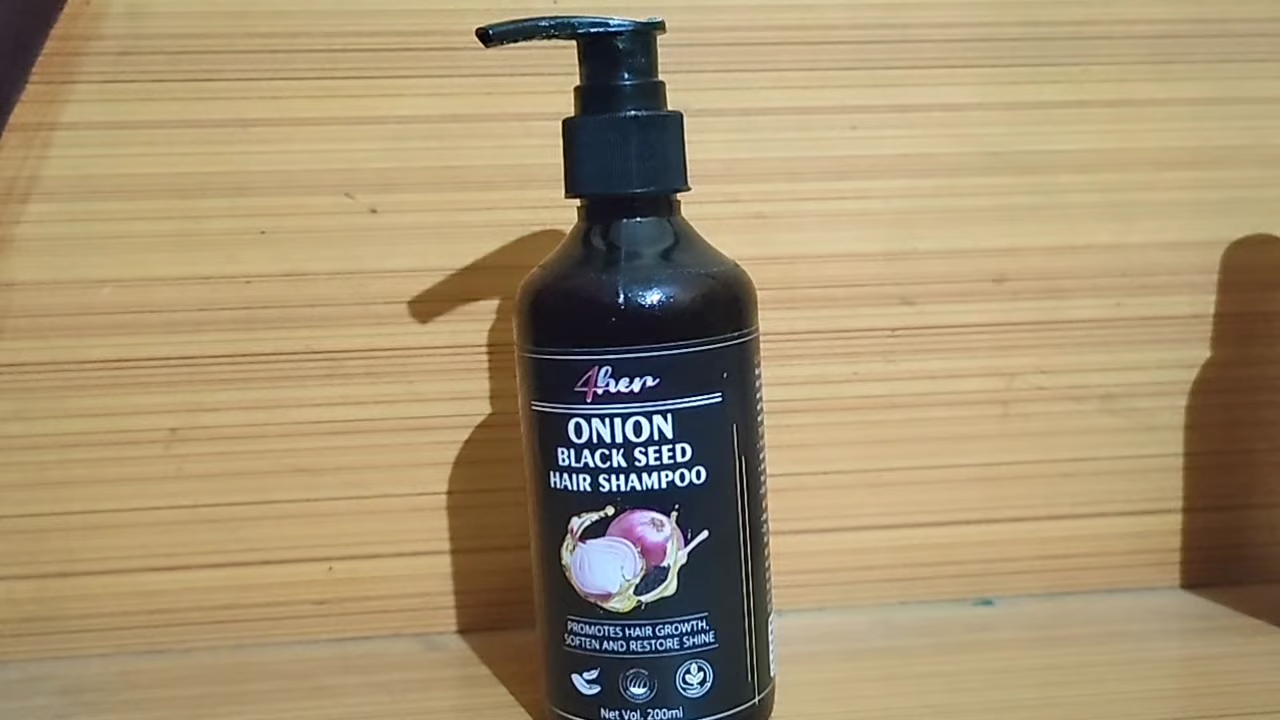 4her
ONION
BLACK SEED
HAIR SHAMPOO
PROMOTES HAIR GROWTH,
SOFTEN AND RESTORE SHINE
Net Vol. 200ml